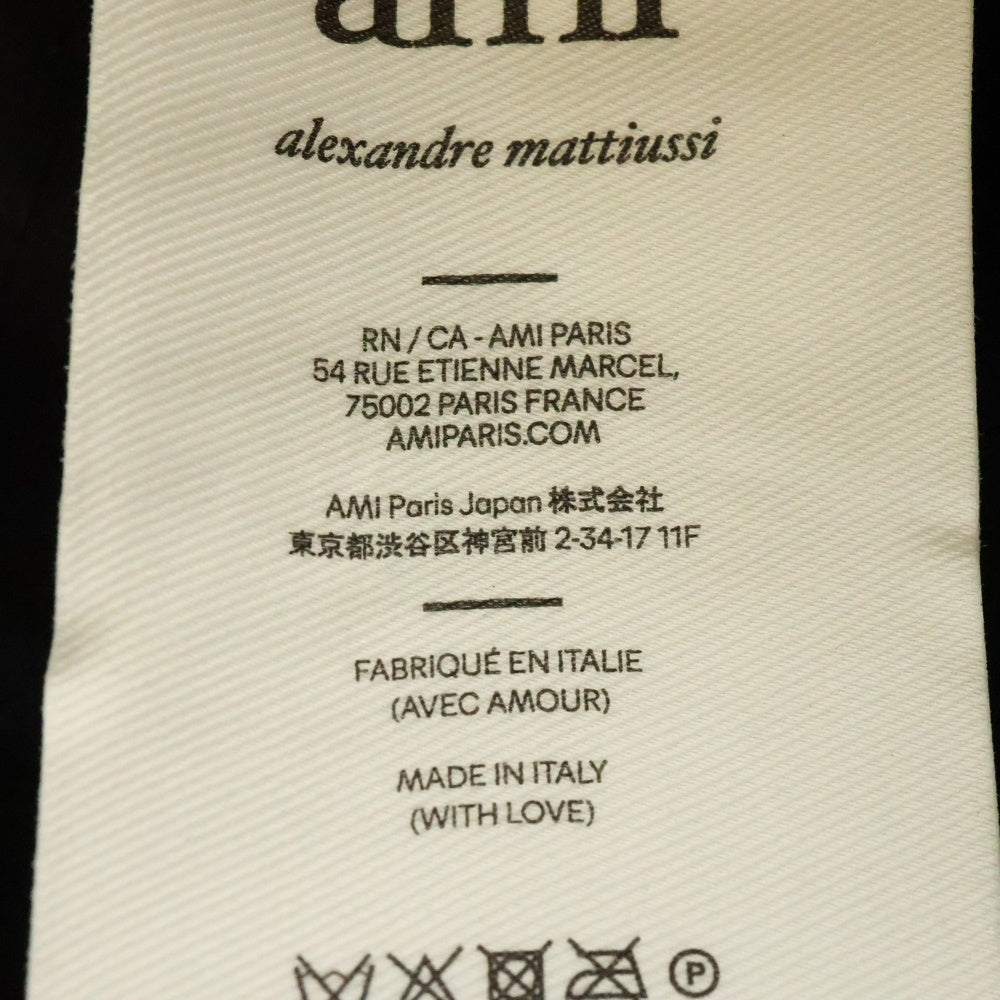 ami
alexandre mattiussi
RN / CA - AMI PARIS
54 RUE ETIENNE MARCEL,
75002 PARIS FRANCE
AMIPARIS.COM
AMI Paris Japan 株式会社
東京都渋谷区神宮前 2-34-17 11F
FABRIQUÉ EN ITALIE
(AVEC AMOUR)
MADE IN ITALY
(WITH LOVE)
P